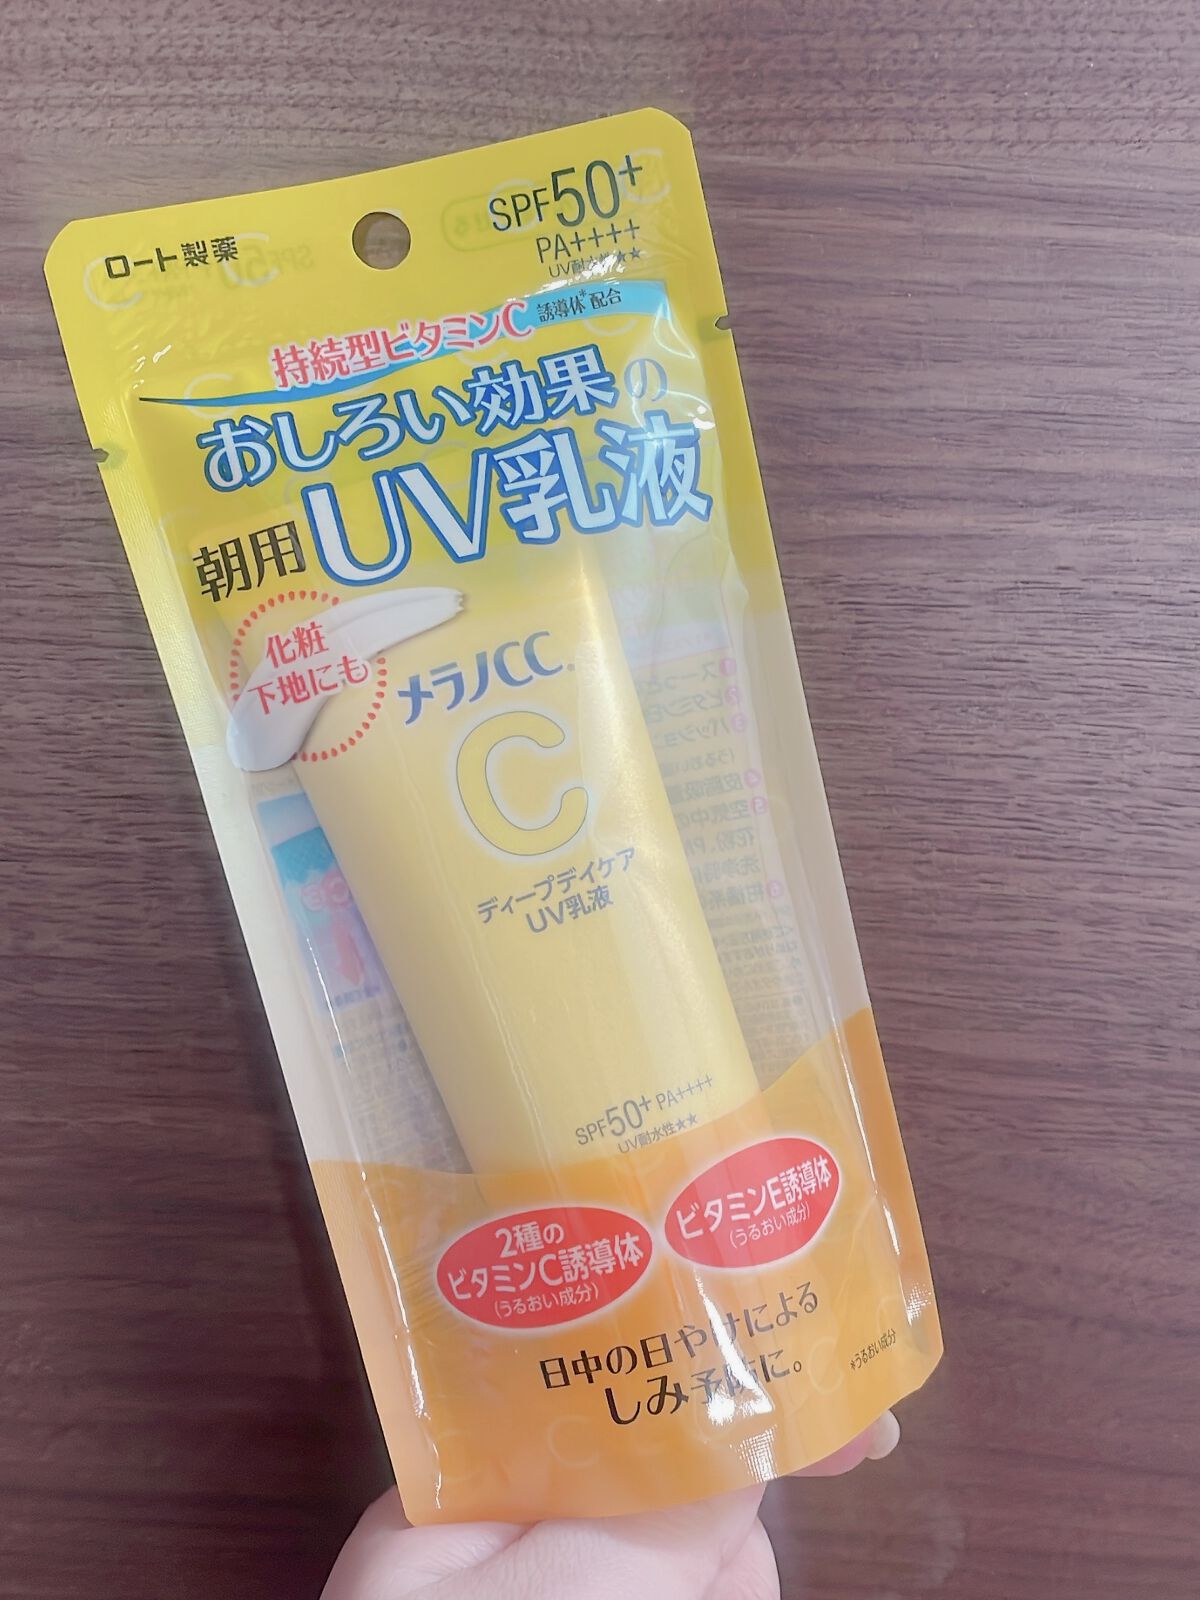 ロート製薬
SPF50+
PA++++
UV耐水性★★
持続型ビタミンC誘導体*配合
おしろい効果の
朝用UV乳液
化粧
下地にも
メラノCC®
C
ディープデイケア
UV乳液
SPF50+ PA++++
UV耐水性★★
2種の
ビタミンC誘導体
(うるおい成分)
ビタミンE誘導体
(うるおい成分)
日中の日やけによる
しみ予防に。
*うるおい成分